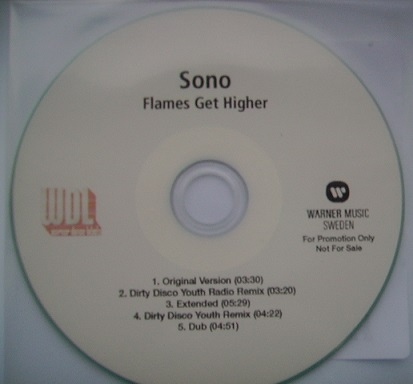 Sono
Flames Get Higher
WDL
WARNER MUSIC
SWEDEN
For Promotion Only
Not For Sale
1. Original Version (03:30)
2. Dirty Disco Youth Radio Remix (03:20)
3. Extended (05:29)
4. Dirty Disco Youth Remix (04:22)
5. Dub (04:51)